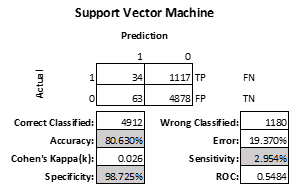 Support Vector Machine
Prediction
1 0
Actual
1 34 1117 TP FN
0 63 4878 FP TN
Correct Classified: 4912 Wrong Classified: 1180
Accuracy: 80.630% Error: 19.370%
Cohen's Kappa(k): 0.026 Sensitivity: 2.954%
Specificity: 98.725% ROC: 0.5484